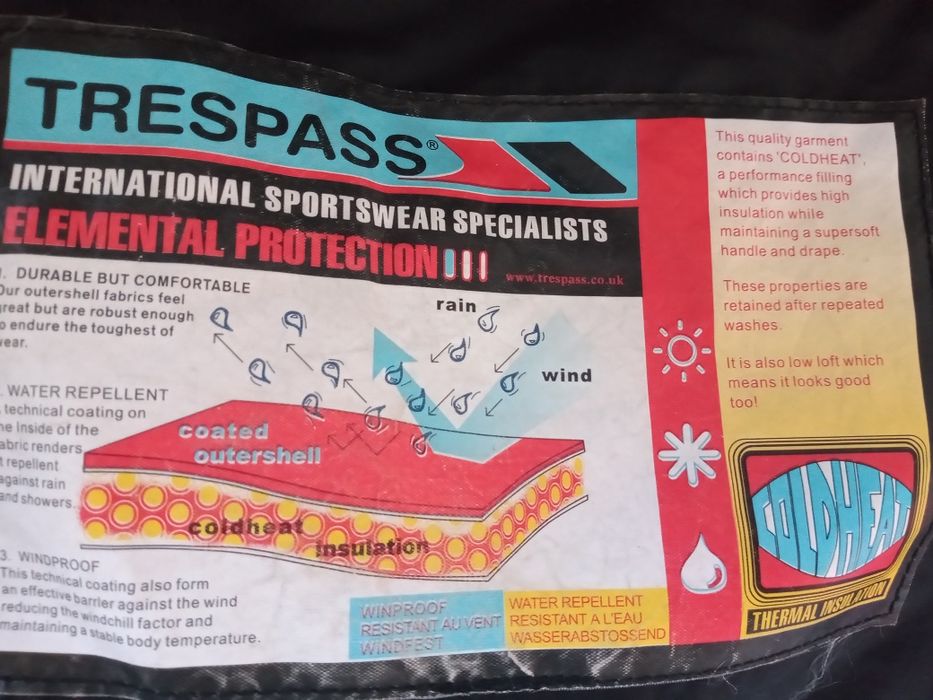 TRESPASS®
INTERNATIONAL SPORTSWEAR SPECIALISTS
ELEMENTAL PROTECTION
www.trespass.co.uk
1. DURABLE BUT COMFORTABLE
Our outershell fabrics feel
great but are robust enough
to endure the toughest of
wear.
. WATER REPELLENT
technical coating on
the Inside of the
fabric renders
it repellent
against rain
and showers.
3. WINDPROOF
This technical coating also form
an effective barrier against the wind
reducing the windchill factor and
maintaining a stable body temperature.
rain
wind
coated
outershell
coldheat
insulation
WINPROOF
RESISTANT AU VENT
WINDFEST
WATER REPELLENT
RESISTANT A L'EAU
WASSERABSTOSSEND
This quality garment
contains 'COLDHEAT',
a performance filling
which provides high
insulation while
maintaining a supersoft
handle and drape.
These properties are
retained after repeated
washes.
It is also low loft which
means it looks good
too!
COLDHEAT
THERMAL INSULATION